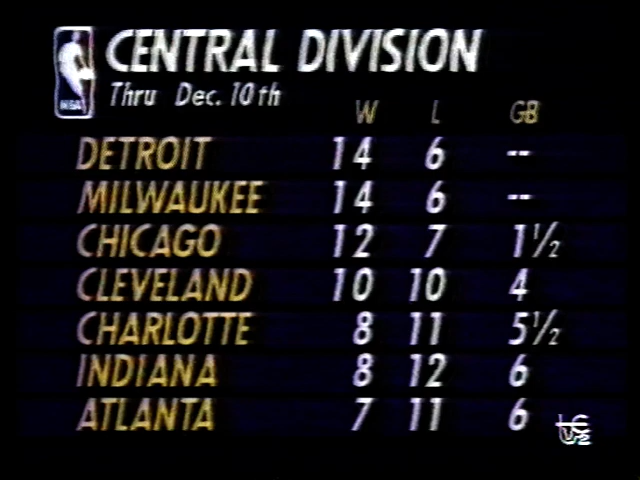 CENTRAL DIVISION
NBA
Thru Dec. 10th
W L GB
DETROIT 14 6 --
MILWAUKEE 14 6 --
CHICAGO 12 7 1½
CLEVELAND 10 10 4
CHARLOTTE 8 11 5½
INDIANA 8 12 6
ATLANTA 7 11 6